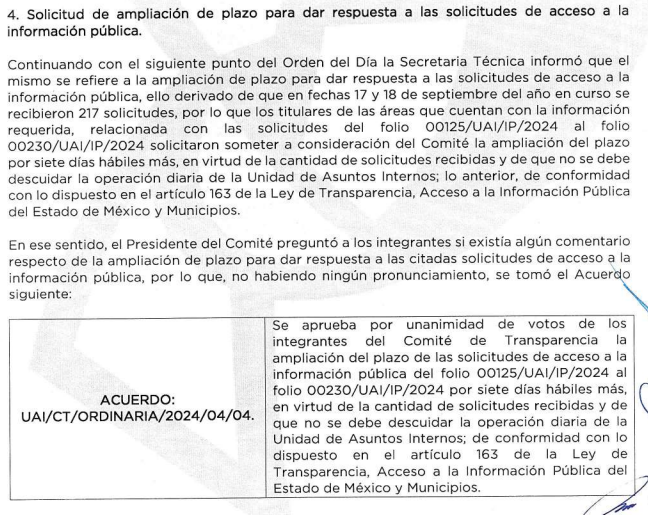 4. Solicitud de ampliación de plazo para dar respuesta a las solicitudes de acceso a la
información pública.
Continuando con el siguiente punto del Orden del Día la Secretaria Técnica informó que el
mismo se refiere a la ampliación de plazo para dar respuesta a las solicitudes de acceso a la
información pública, ello derivado de que en fechas 17 y 18 de septiembre del año en curso se
recibieron 217 solicitudes, por lo que los titulares de las áreas que cuentan con la información
requerida, relacionada con las solicitudes del folio 00125/UAI/IP/2024 al folio
00230/UAI/IP/2024 solicitaron someter a consideración del Comité la ampliación del plazo
por siete días hábiles más, en virtud de la cantidad de solicitudes recibidas y de que no se debe
descuidar la operación diaria de la Unidad de Asuntos Internos; lo anterior, de conformidad
con lo dispuesto en el artículo 163 de la Ley de Transparencia, Acceso a la Información Pública
del Estado de México y Municipios.
En ese sentido, el Presidente del Comité preguntó a los integrantes si existía algún comentario
respecto de la ampliación de plazo para dar respuesta a las citadas solicitudes de acceso a la
información pública, por lo que, no habiendo ningún pronunciamiento, se tomó el Acuerdo
siguiente:
ACUERDO:
UAI/CT/ORDINARIA/2024/04/04.
Se aprueba por unanimidad de votos de los
integrantes del Comité de Transparencia la
ampliación del plazo de las solicitudes de acceso a la
información pública del folio 00125/UAI/IP/2024 al
folio 00230/UAI/IP/2024 por siete días hábiles más,
en virtud de la cantidad de solicitudes recibidas y de
que no se debe descuidar la operación diaria de la
Unidad de Asuntos Internos; de conformidad con lo
dispuesto en el artículo 163 de la Ley de
Transparencia, Acceso a la Información Pública del
Estado de México y Municipios.